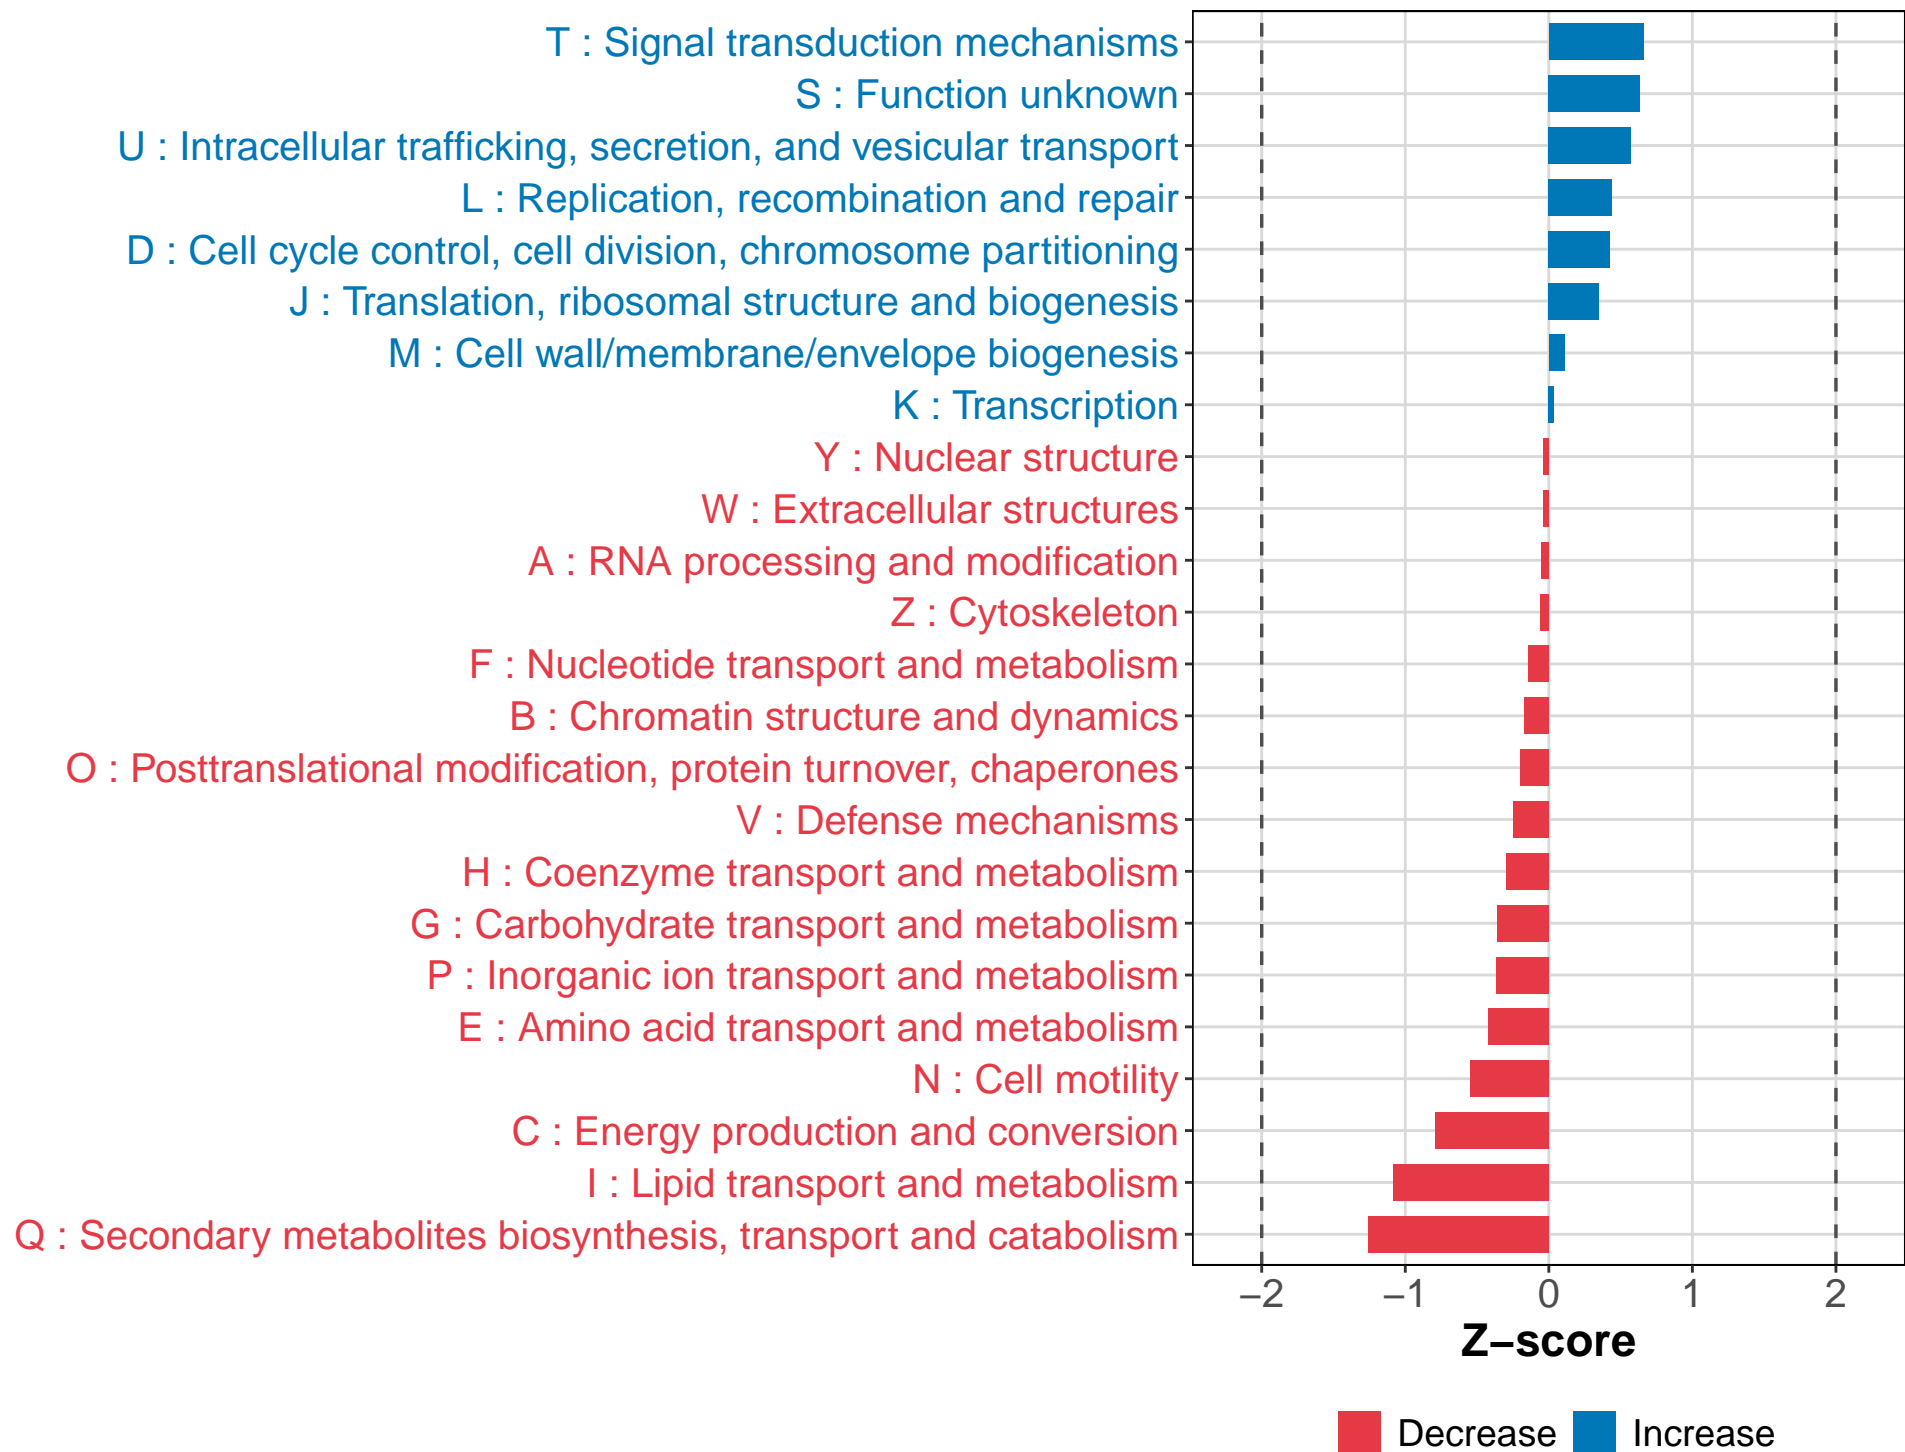 T : Signal transduction mechanisms
S : Function unknown
U : Intracellular trafficking, secretion, and vesicular transport
L : Replication, recombination and repair
D : Cell cycle control, cell division, chromosome partitioning
J : Translation, ribosomal structure and biogenesis
M : Cell wall/membrane/envelope biogenesis
K : Transcription
Y : Nuclear structure
W : Extracellular structures
A : RNA processing and modification
Z : Cytoskeleton
F : Nucleotide transport and metabolism
B : Chromatin structure and dynamics
O : Posttranslational modification, protein turnover, chaperones
V : Defense mechanisms
H : Coenzyme transport and metabolism
G : Carbohydrate transport and metabolism
P : Inorganic ion transport and metabolism
E : Amino acid transport and metabolism
N : Cell motility
C : Energy production and conversion
I : Lipid transport and metabolism
Q : Secondary metabolites biosynthesis, transport and catabolism
−2 −1 0 1 2
Z−score
Decrease Increase